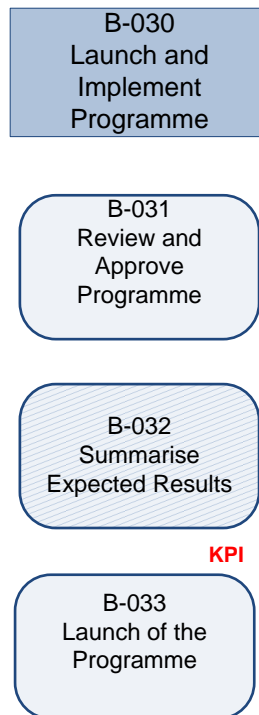 B-030
Launch and
Implement
Programme
B-031
Review and
Approve
Programme
B-032
Summarise
Expected Results
KPI
B-033
Launch of the
Programme